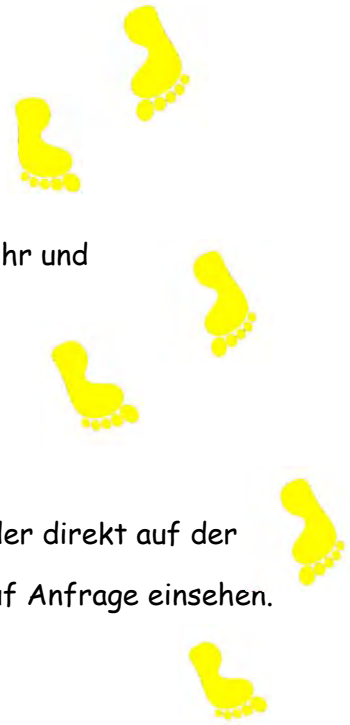 hr und
der direkt auf der
uf Anfrage einsehen.